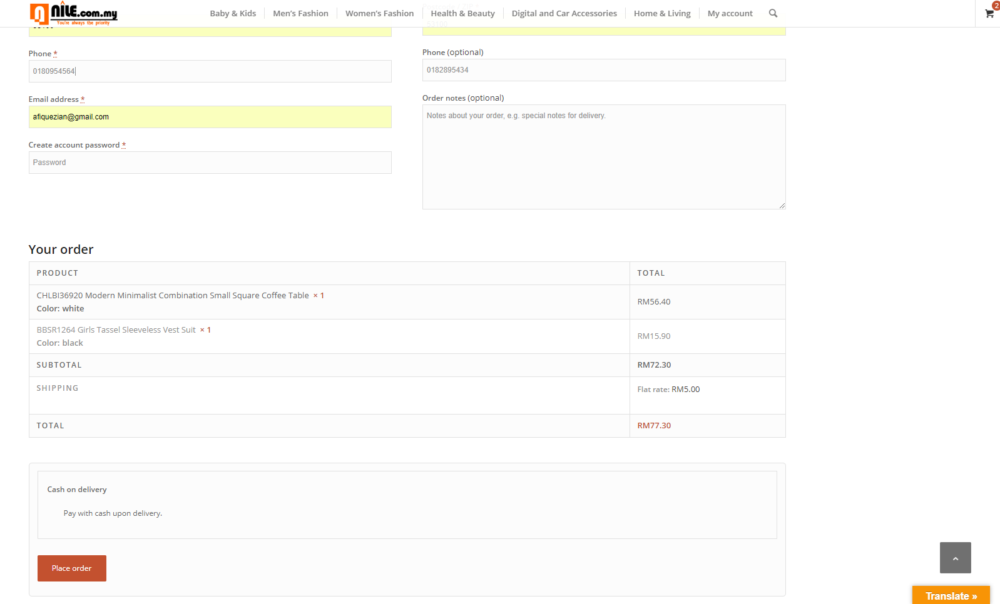 nile.com.my
You're always the priority
Baby & Kids
Men's Fashion
Women's Fashion
Health & Beauty
Digital and Car Accessories
Home & Living
My account
2
53100
Phone *
0180954564
Email address *
afiquezian@gmail.com
Create account password *
Password
Phone (optional)
0182895434
Order notes (optional)
Notes about your order, e.g. special notes for delivery.
Your order
PRODUCT TOTAL
CHLBI36920 Modern Minimalist Combination Small Square Coffee Table × 1
Color: white
RM56.40
BBSR1264 Girls Tassel Sleeveless Vest Suit × 1
Color: black
RM15.90
SUBTOTAL RM72.30
SHIPPING Flat rate: RM5.00
TOTAL RM77.30
Cash on delivery
Pay with cash upon delivery.
Place order
Translate »